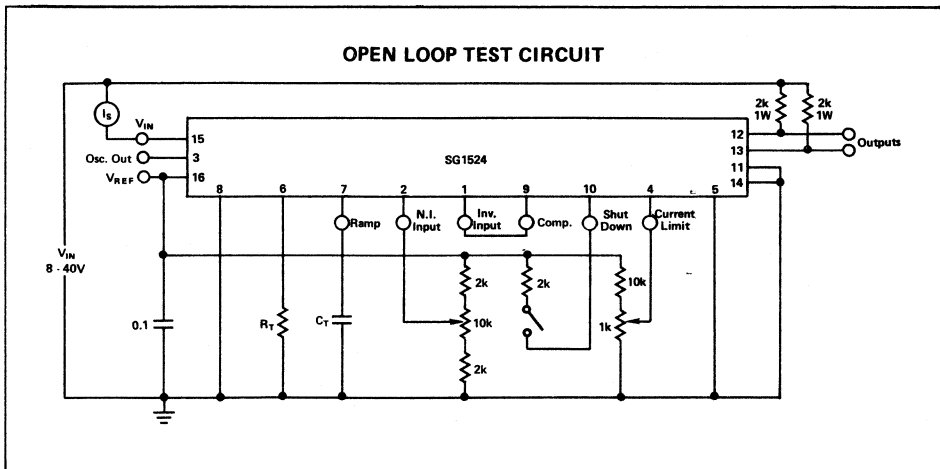 OPEN LOOP TEST CIRCUIT
2k
1W
2k
1W
IS
VIN
15
12
Outputs
Osc. Out
3
SG1524
13
VREF
16
11
14
8
6
7
2
1
9
10
4
5
Ramp
N.I.
Input
Inv.
Input
Comp.
Shut
Down
Current
Limit
VIN
8 - 40V
2k
2k
10k
0.1
RT
CT
10k
1k
2k